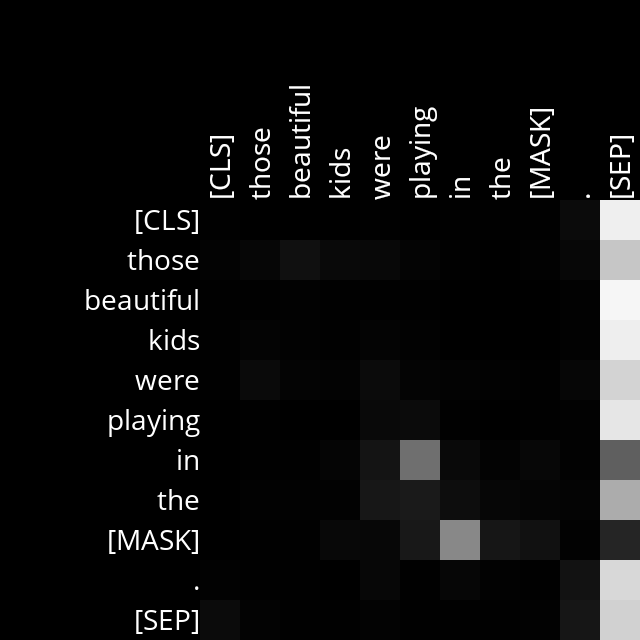 [CLS]
those
beautiful
kids
were
playing
in
the
[MASK]
.
[SEP]
[CLS]
those
beautiful
kids
were
playing
in
the
[MASK]
.
[SEP]